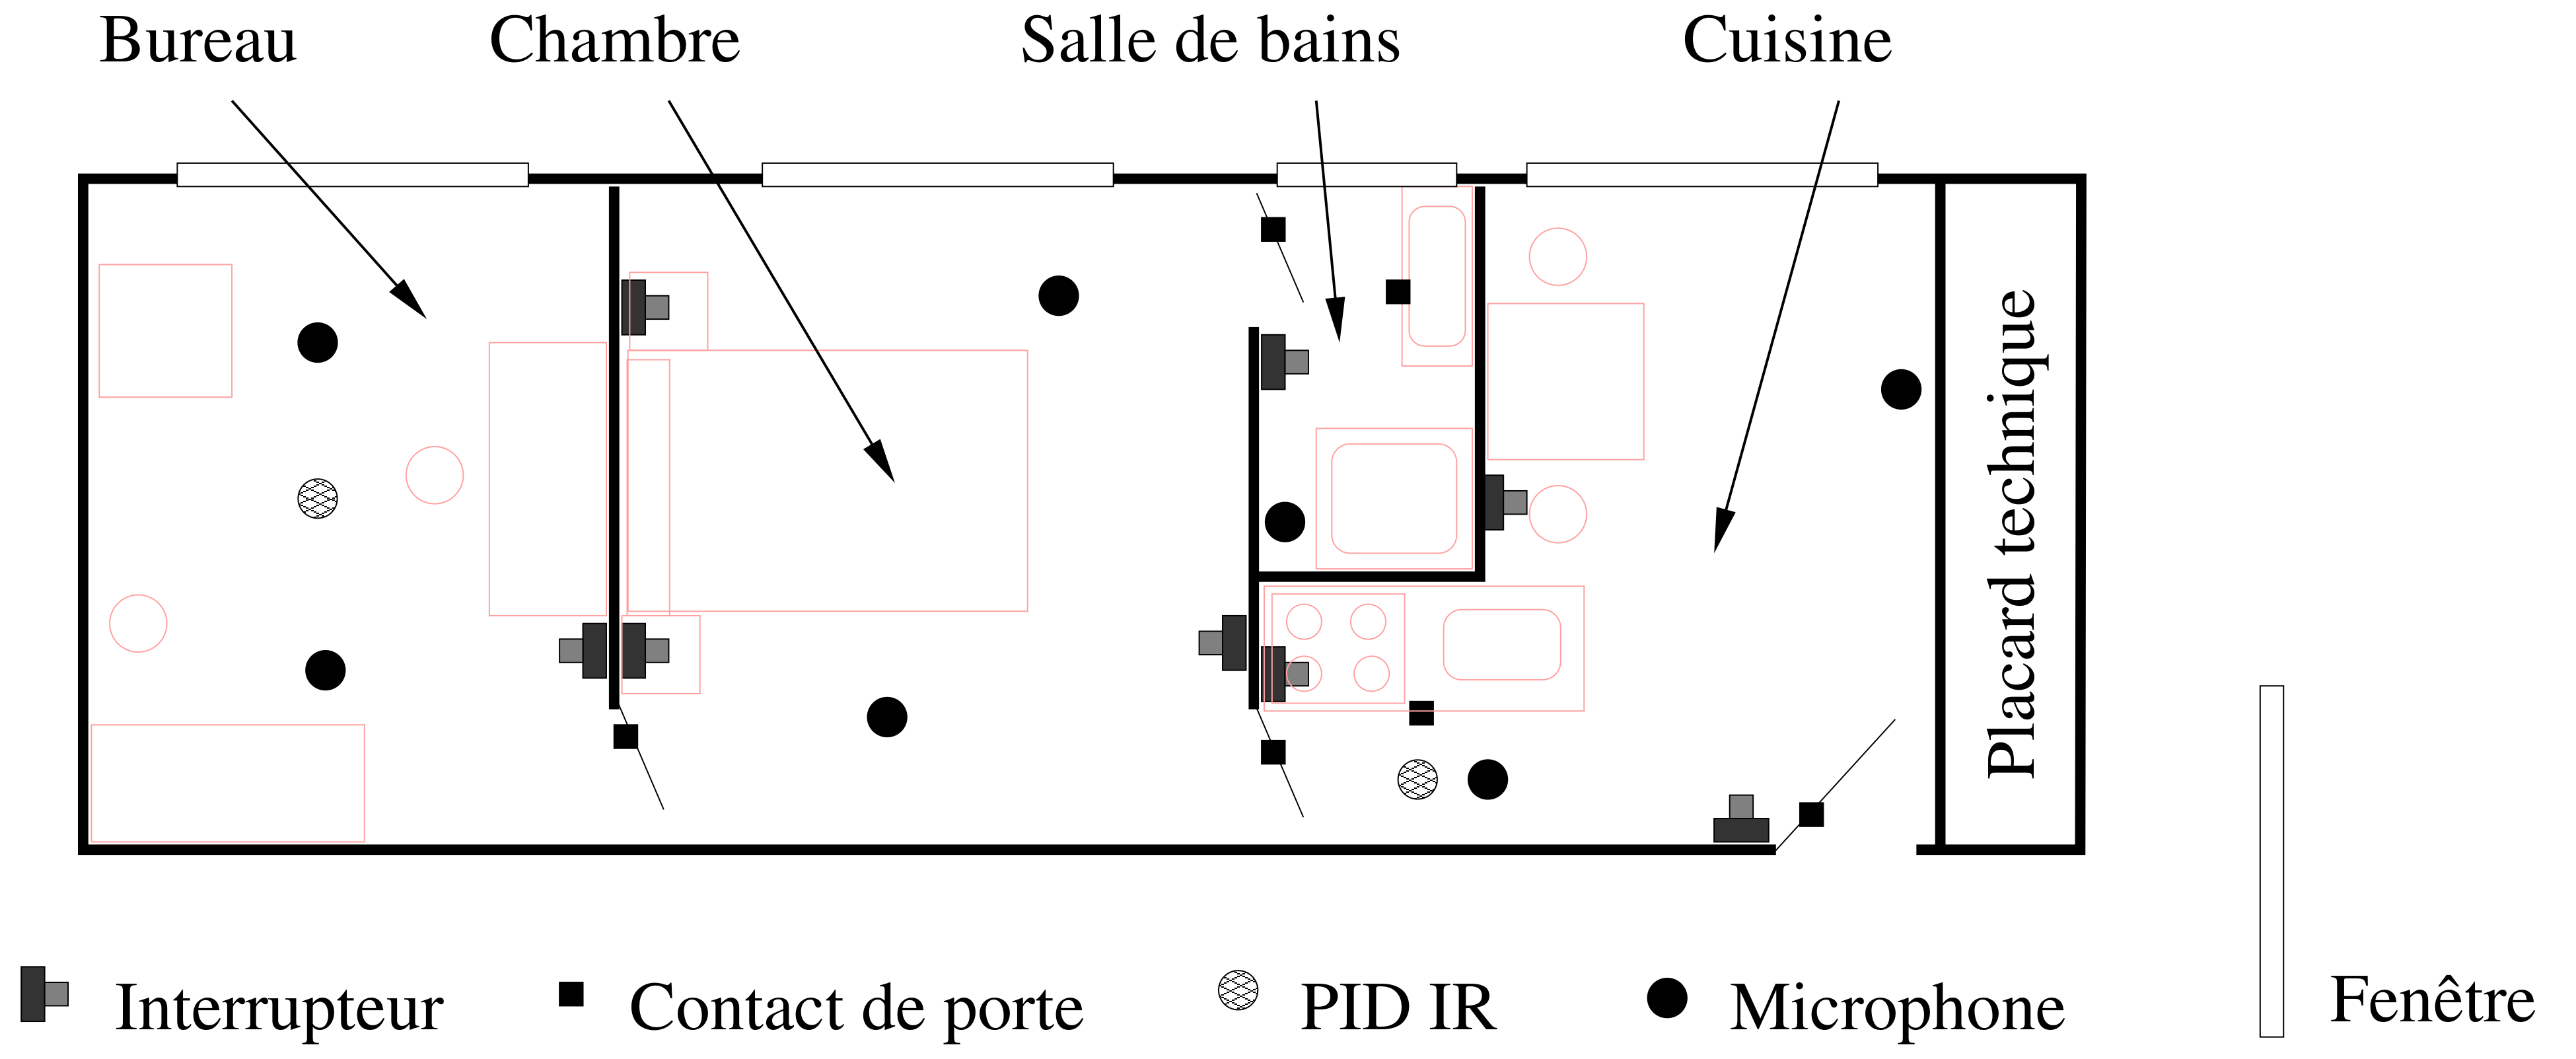 Bureau
Chambre
Salle de bains
Cuisine
Placard technique
Interrupteur
Contact de porte
PID IR
Microphone
Fenêtre